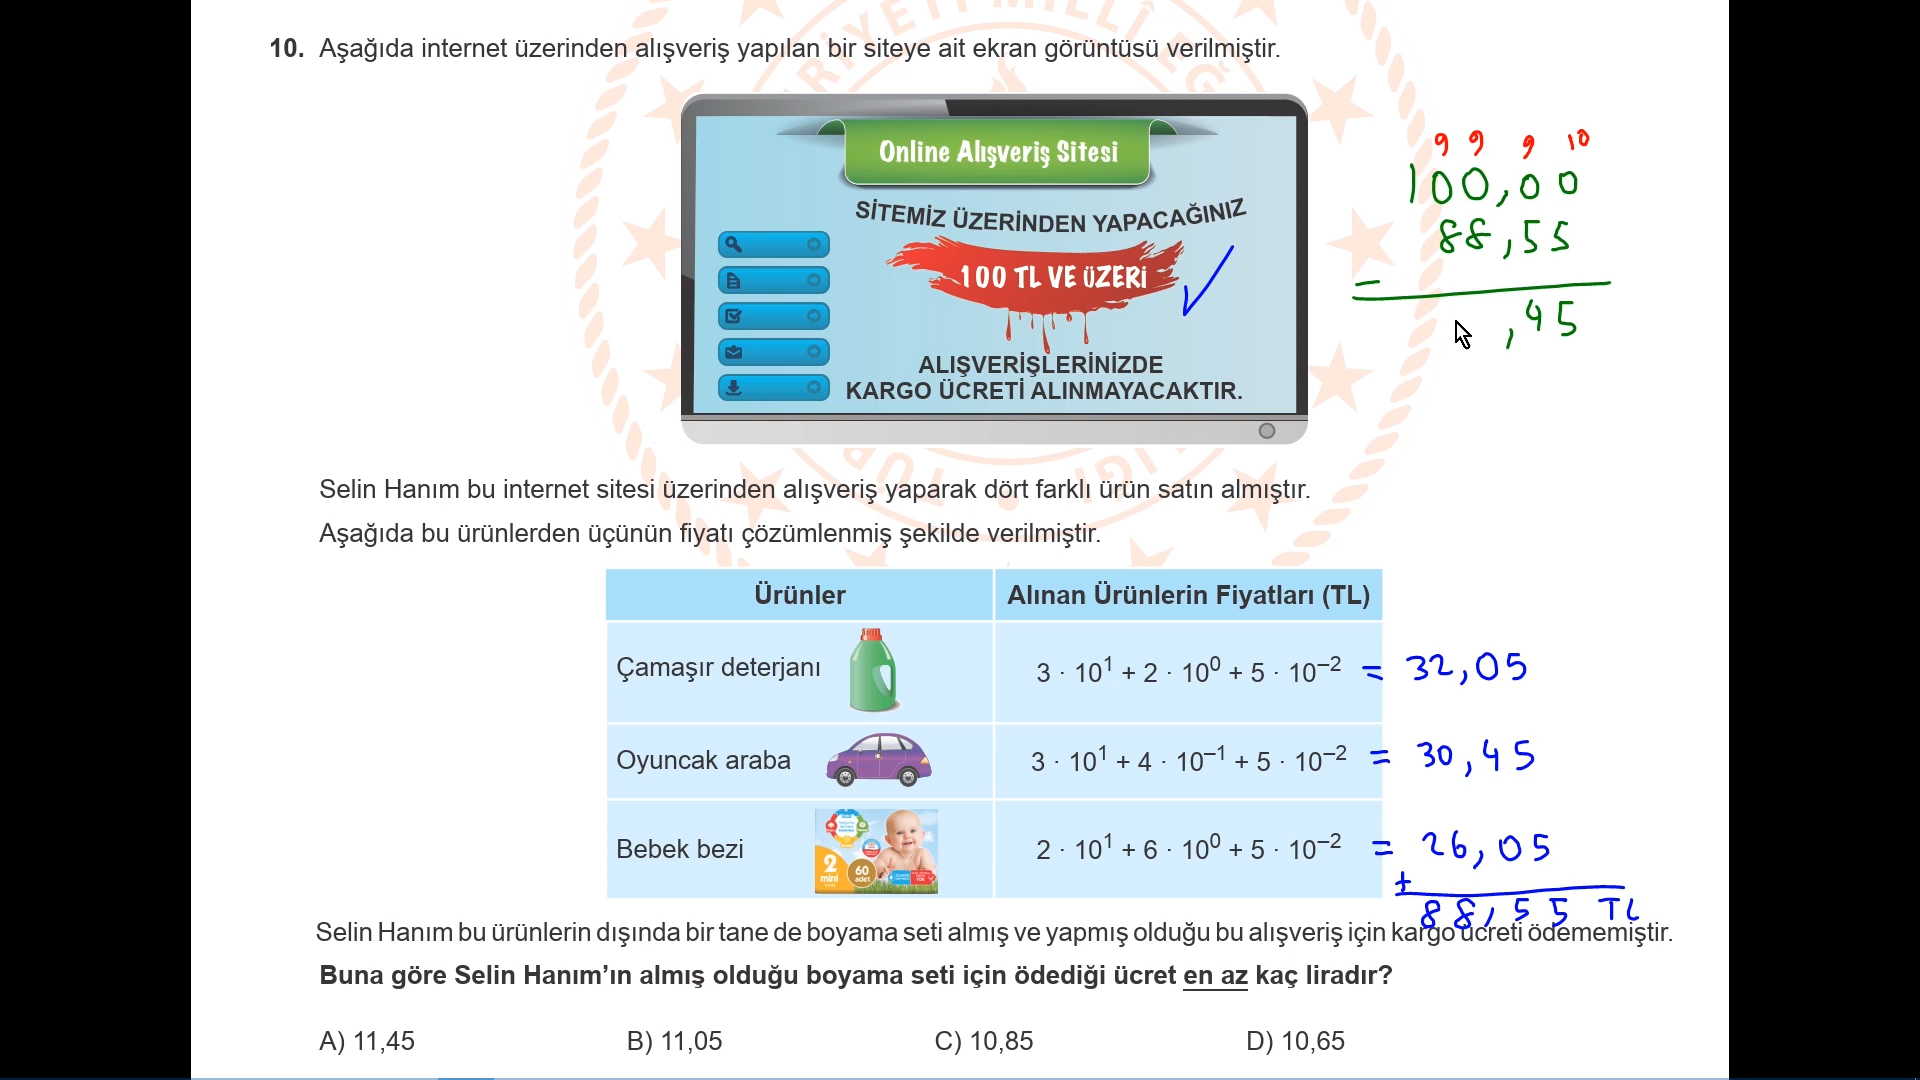 10. Aşağıda internet üzerinden alışveriş yapılan bir siteye ait ekran görüntüsü verilmiştir.
Online Alışveriş Sitesi
SİTEMİZ ÜZERİNDEN YAPACAĞINIZ
100 TL VE ÜZERİ
ALIŞVERİŞLERİNİZDE
KARGO ÜCRETİ ALINMAYACAKTIR.
9 9 9 10
100,00
88,55
−
,45
Selin Hanım bu internet sitesi üzerinden alışveriş yaparak dört farklı ürün satın almıştır.
Aşağıda bu ürünlerden üçünün fiyatı çözümlenmiş şekilde verilmiştir.
Ürünler Alınan Ürünlerin Fiyatları (TL)
Çamaşır deterjanı 3 · 10¹ + 2 · 10⁰ + 5 · 10⁻² = 32,05
Oyuncak araba 3 · 10¹ + 4 · 10⁻¹ + 5 · 10⁻² = 30,45
Bebek bezi 2 · 10¹ + 6 · 10⁰ + 5 · 10⁻² = 26,05
2
mini
60
adet
+
88,55 TL
Selin Hanım bu ürünlerin dışında bir tane de boyama seti almış ve yapmış olduğu bu alışveriş için kargo ücreti ödememiştir.
Buna göre Selin Hanım’ın almış olduğu boyama seti için ödediği ücret en az kaç liradır?
A) 11,45 B) 11,05 C) 10,85 D) 10,65